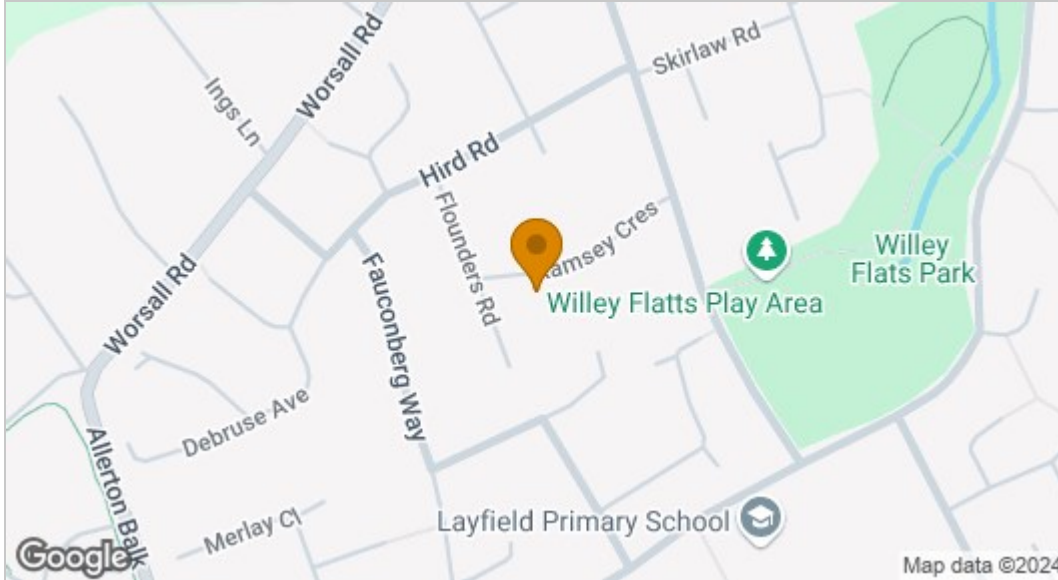 Worsall Rd
Ings Ln
Skirlaw Rd
Hird Rd
Flounders Rd
Ramsey Cres
Willey
Flats Park
Willey Flatts Play Area
Fauconberg Way
Worsall Rd
Debruse Ave
Allerton Balk
Merlay Cl
Layfield Primary School
Google
Map data ©2024